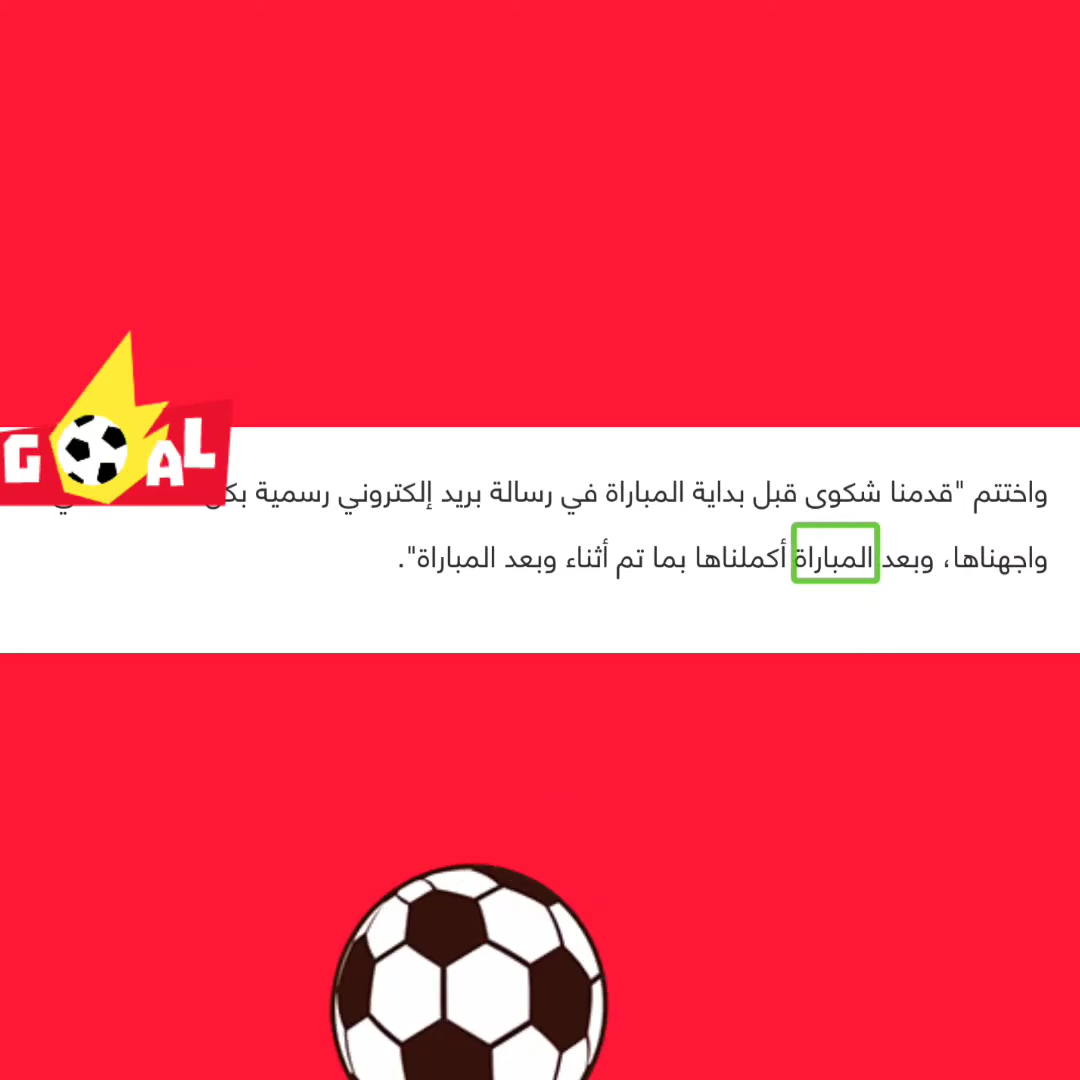 GOAL
واختتم "قدمنا شكوى قبل بداية المباراة في رسالة بريد إلكتروني رسمية
واجهناها، وبعد المباراة أكملناها بما تم أثناء وبعد المباراة".